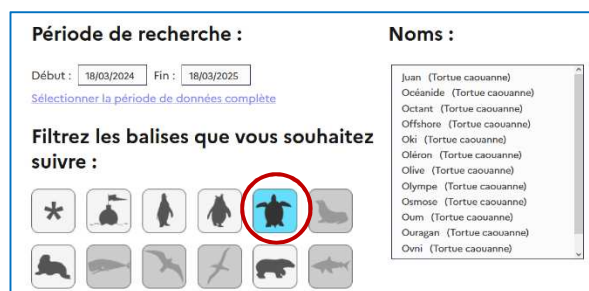 Période de recherche :
Début : 18/03/2024 Fin : 18/03/2025
Sélectionner la période de données complète
Filtrez les balises que vous souhaitez
suivre :
Noms :
Juan (Tortue caouanne)
Océanide (Tortue caouanne)
Octant (Tortue caouanne)
Offshore (Tortue caouanne)
Oki (Tortue caouanne)
Oléron (Tortue caouanne)
Olive (Tortue caouanne)
Olympe (Tortue caouanne)
Osmose (Tortue caouanne)
Oum (Tortue caouanne)
Ouragan (Tortue caouanne)
Ovni (Tortue caouanne)